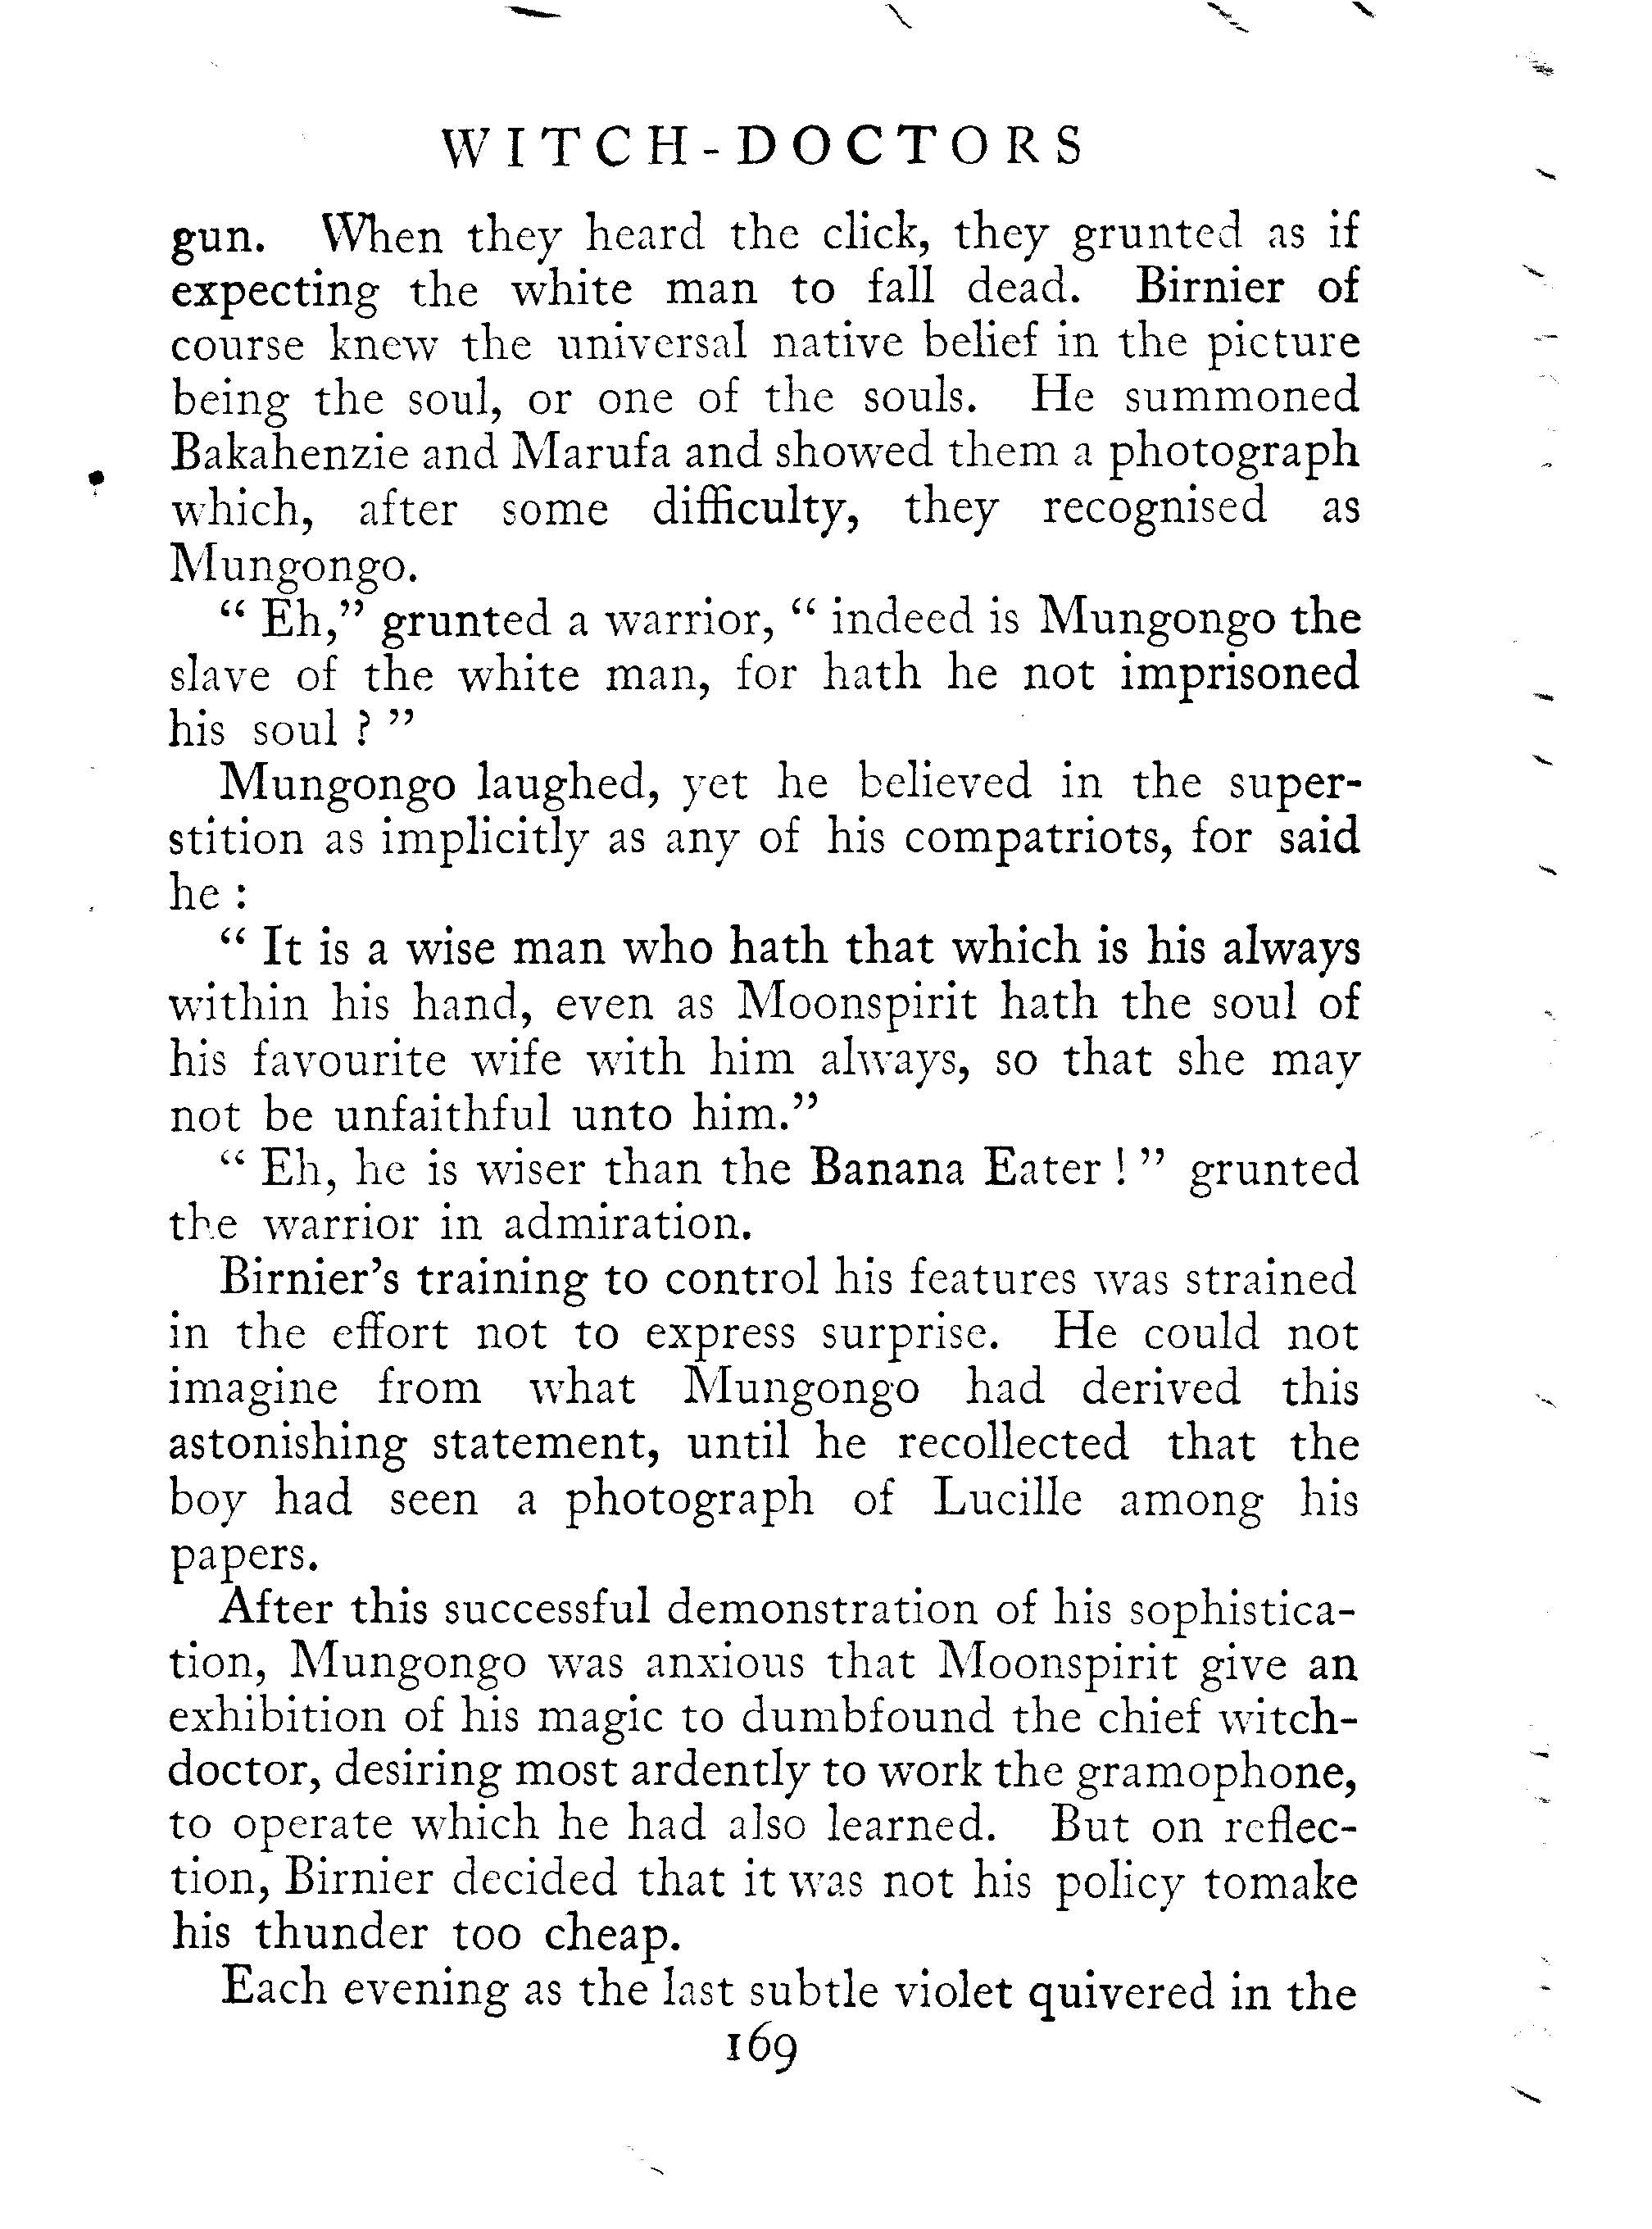 WITCH-DOCTORS
gun. When they heard the click, they grunted as if
expecting the white man to fall dead. Birnier of
course knew the universal native belief in the picture
being the soul, or one of the souls. He summoned
Bakahenzie and Marufa and showed them a photograph
which, after some difficulty, they recognised as
Mungongo.
“ Eh,” grunted a warrior, “ indeed is Mungongo the
slave of the white man, for hath he not imprisoned
his soul ? ”
Mungongo laughed, yet he believed in the super-
stition as implicitly as any of his compatriots, for said
he :
“ It is a wise man who hath that which is his always
within his hand, even as Moonspirit hath the soul of
his favourite wife with him always, so that she may
not be unfaithful unto him.”
“ Eh, he is wiser than the Banana Eater ! ” grunted
the warrior in admiration.
Birnier’s training to control his features was strained
in the effort not to express surprise. He could not
imagine from what Mungongo had derived this
astonishing statement, until he recollected that the
boy had seen a photograph of Lucille among his
papers.
After this successful demonstration of his sophistica-
tion, Mungongo was anxious that Moonspirit give an
exhibition of his magic to dumbfound the chief witch-
doctor, desiring most ardently to work the gramophone,
to operate which he had also learned. But on reflec-
tion, Birnier decided that it was not his policy tomake
his thunder too cheap.
Each evening as the last subtle violet quivered in the
169